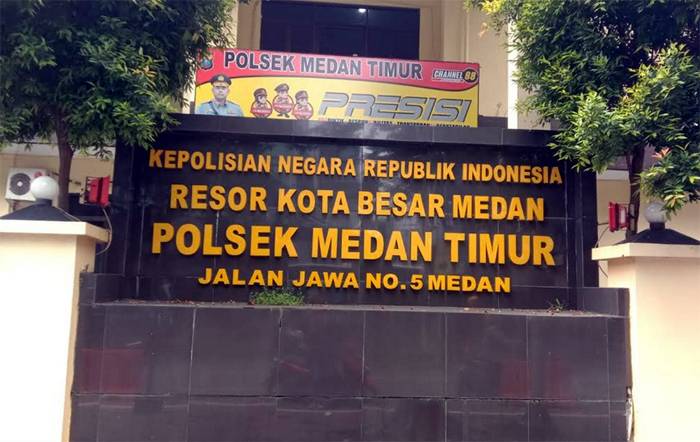 POLSEK MEDAN TIMUR
CHANNEL 88
PRESISI
KEPOLISIAN NEGARA REPUBLIK INDONESIA
RESOR KOTA BESAR MEDAN
POLSEK MEDAN TIMUR
JALAN JAWA NO. 5 MEDAN